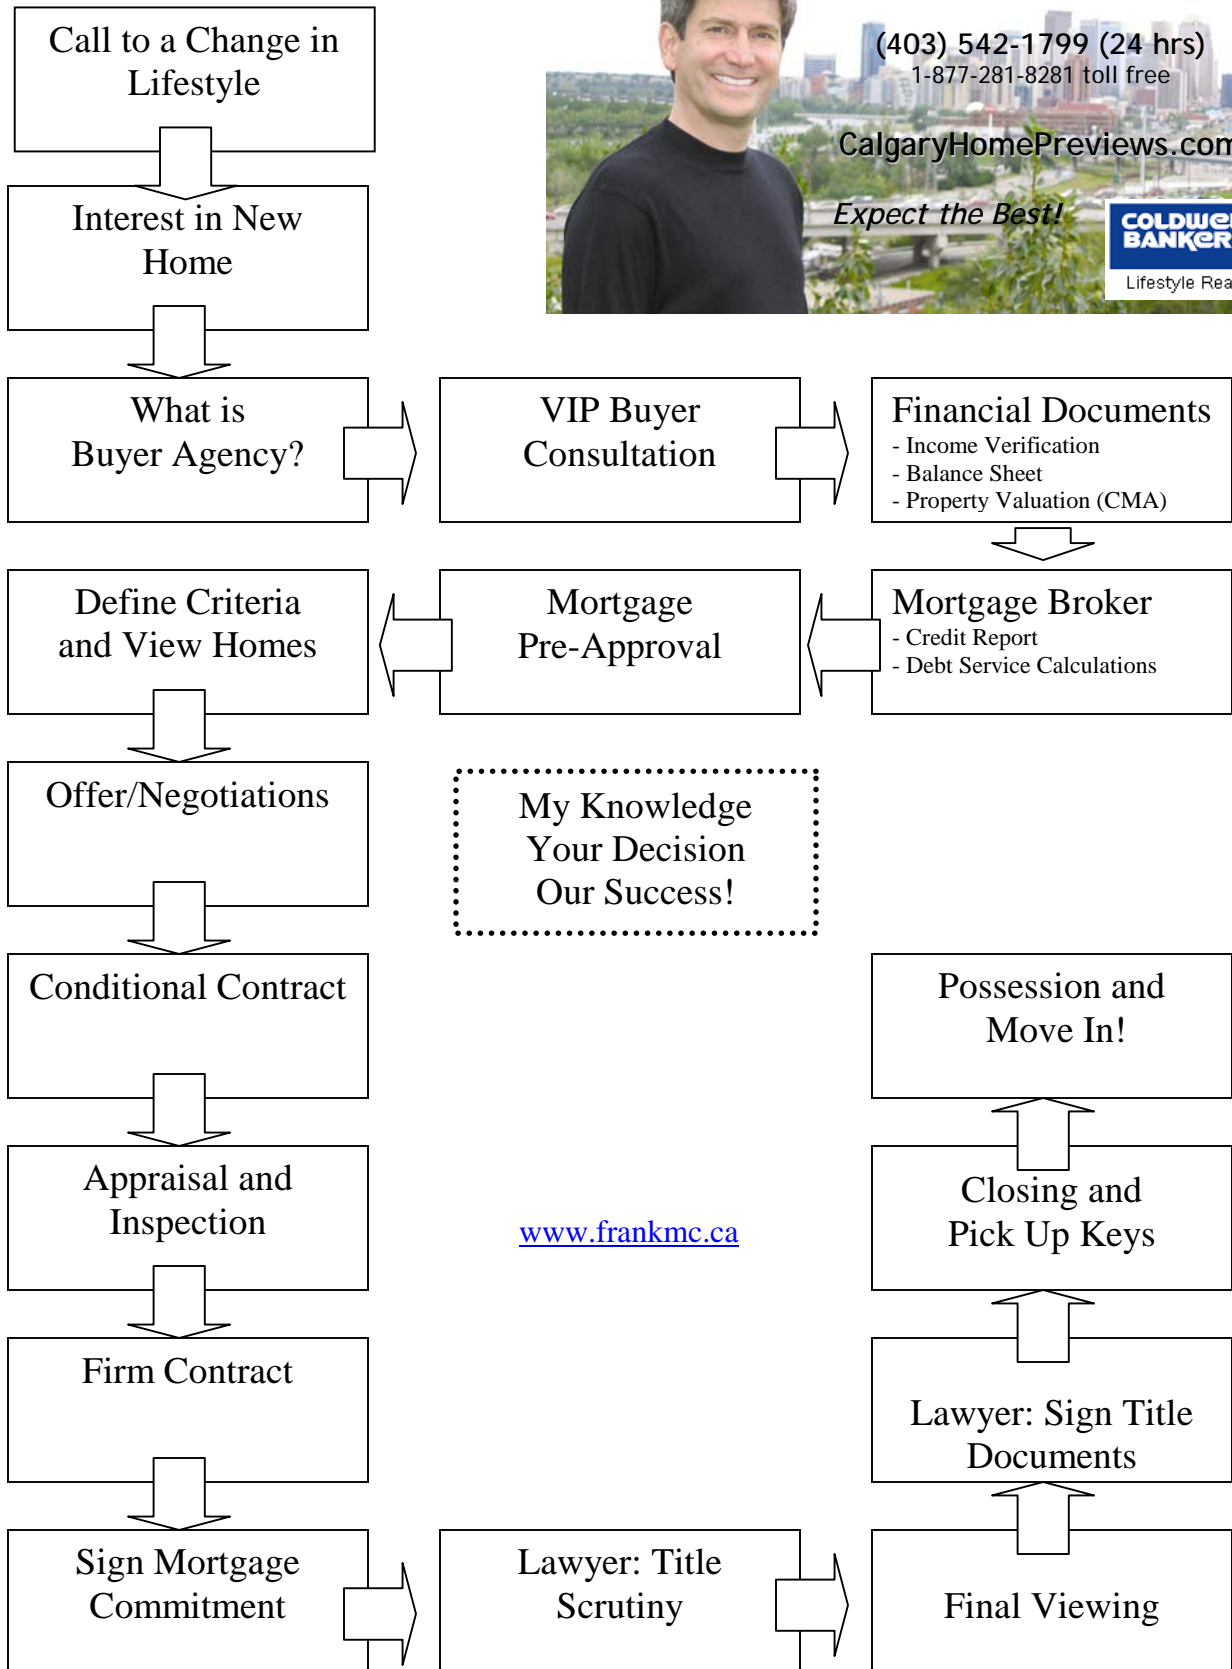 Call to a Change in
Lifestyle
(403) 542-1799 (24 hrs)
1-877-281-8281 toll free
CalgaryHomePreviews.com
Expect the Best!
COLDWEL
BANKER
Lifestyle Rea
Interest in New
Home
What is
Buyer Agency?
VIP Buyer
Consultation
Financial Documents
- Income Verification
- Balance Sheet
- Property Valuation (CMA)
Mortgage Broker
- Credit Report
- Debt Service Calculations
Mortgage
Pre-Approval
Define Criteria
and View Homes
Offer/Negotiations
My Knowledge
Your Decision
Our Success!
Conditional Contract
Appraisal and
Inspection
www.frankmc.ca
Firm Contract
Sign Mortgage
Commitment
Lawyer: Title
Scrutiny
Final Viewing
Lawyer: Sign Title
Documents
Closing and
Pick Up Keys
Possession and
Move In!